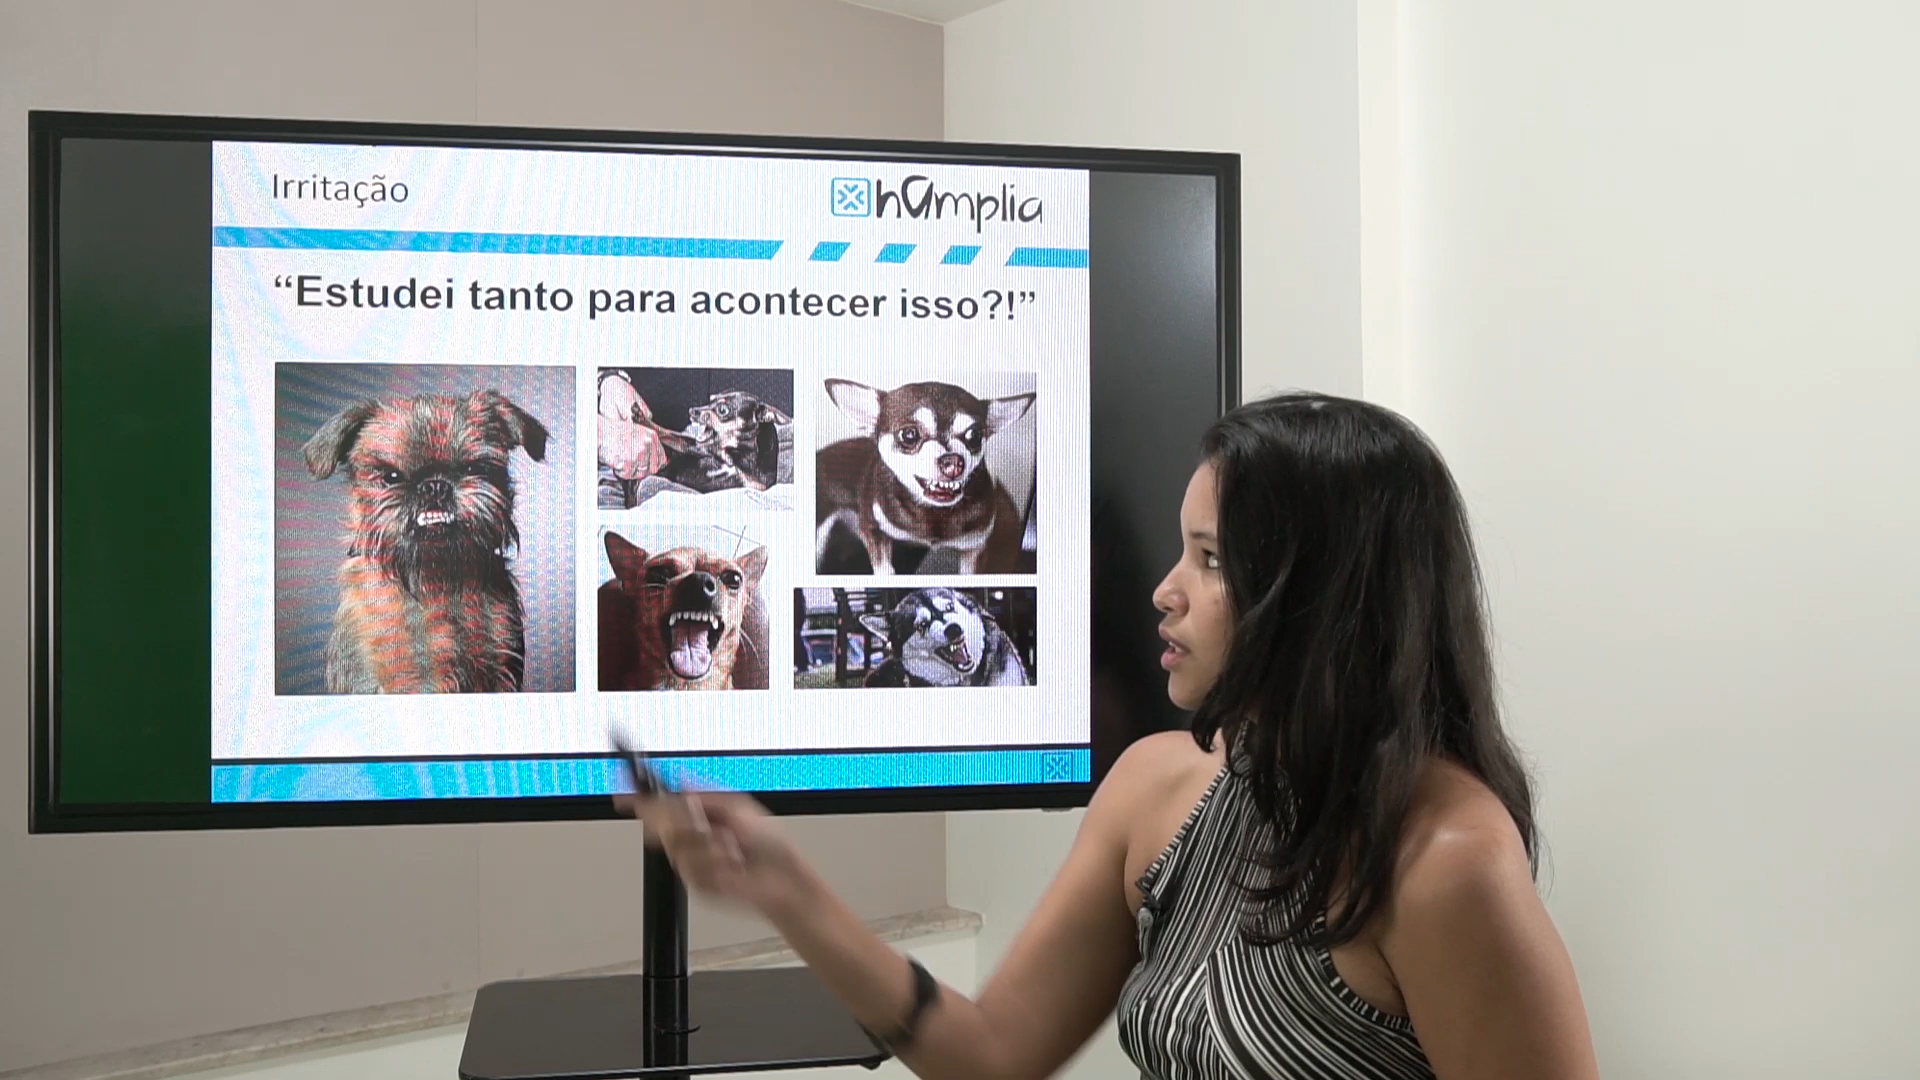 Irritação
hamplia
“Estudei tanto para acontecer isso?!”